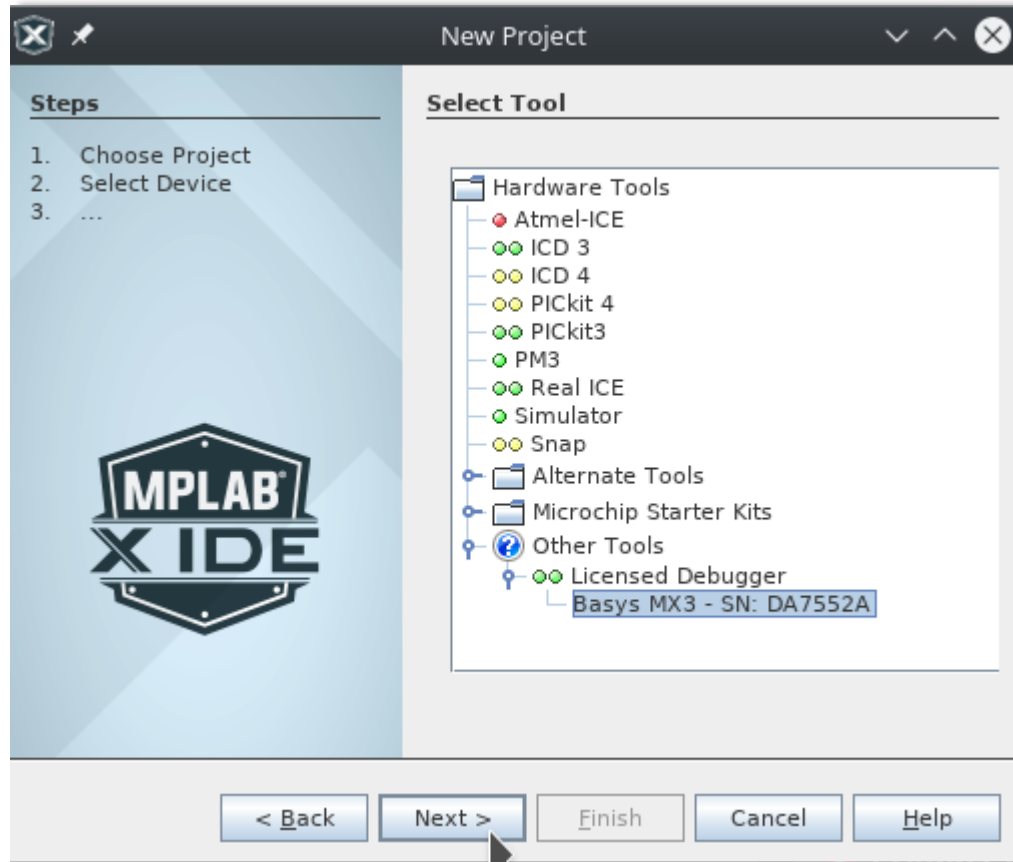 New Project
Steps
1. Choose Project
2. Select Device
3. ...
MPLAB®
X IDE
Select Tool
Hardware Tools
Atmel-ICE
ICD 3
ICD 4
PICkit 4
PICkit3
PM3
Real ICE
Simulator
Snap
Alternate Tools
Microchip Starter Kits
Other Tools
Licensed Debugger
Basys MX3 - SN: DA7552A
< Back Next > Finish Cancel Help